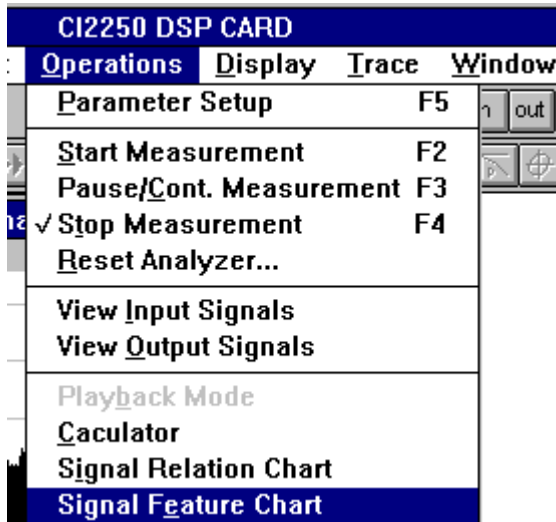 CI2250 DSP CARD
Operations Display Trace Window
Parameter Setup F5
out
Start Measurement F2
Pause/Cont. Measurement F3
√ Stop Measurement F4
Reset Analyzer...
View Input Signals
View Output Signals
Playback Mode
Caculator
Signal Relation Chart
Signal Feature Chart